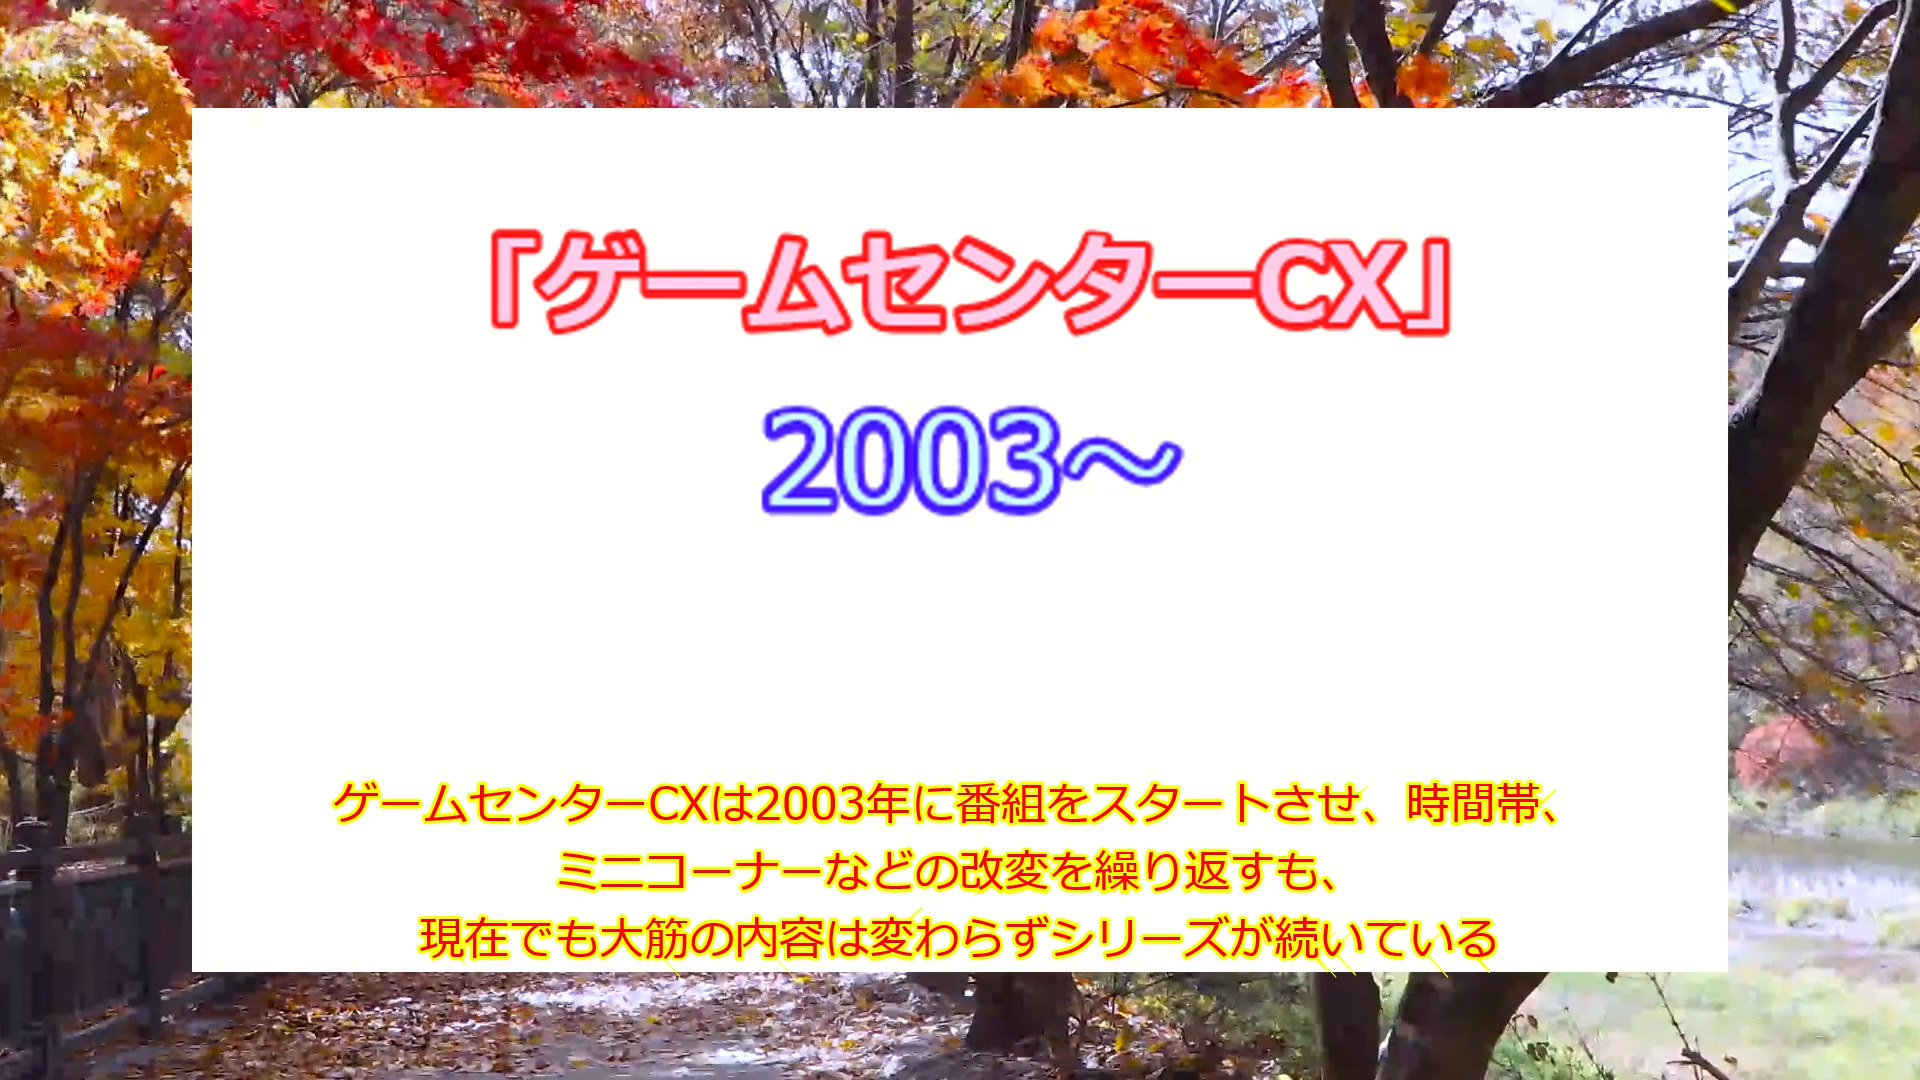 「ゲームセンターCX」
2003～
ゲームセンターCXは2003年に番組をスタートさせ、時間帯、
ミニコーナーなどの改変を繰り返すも、
現在でも大筋の内容は変わらずシリーズが続いている